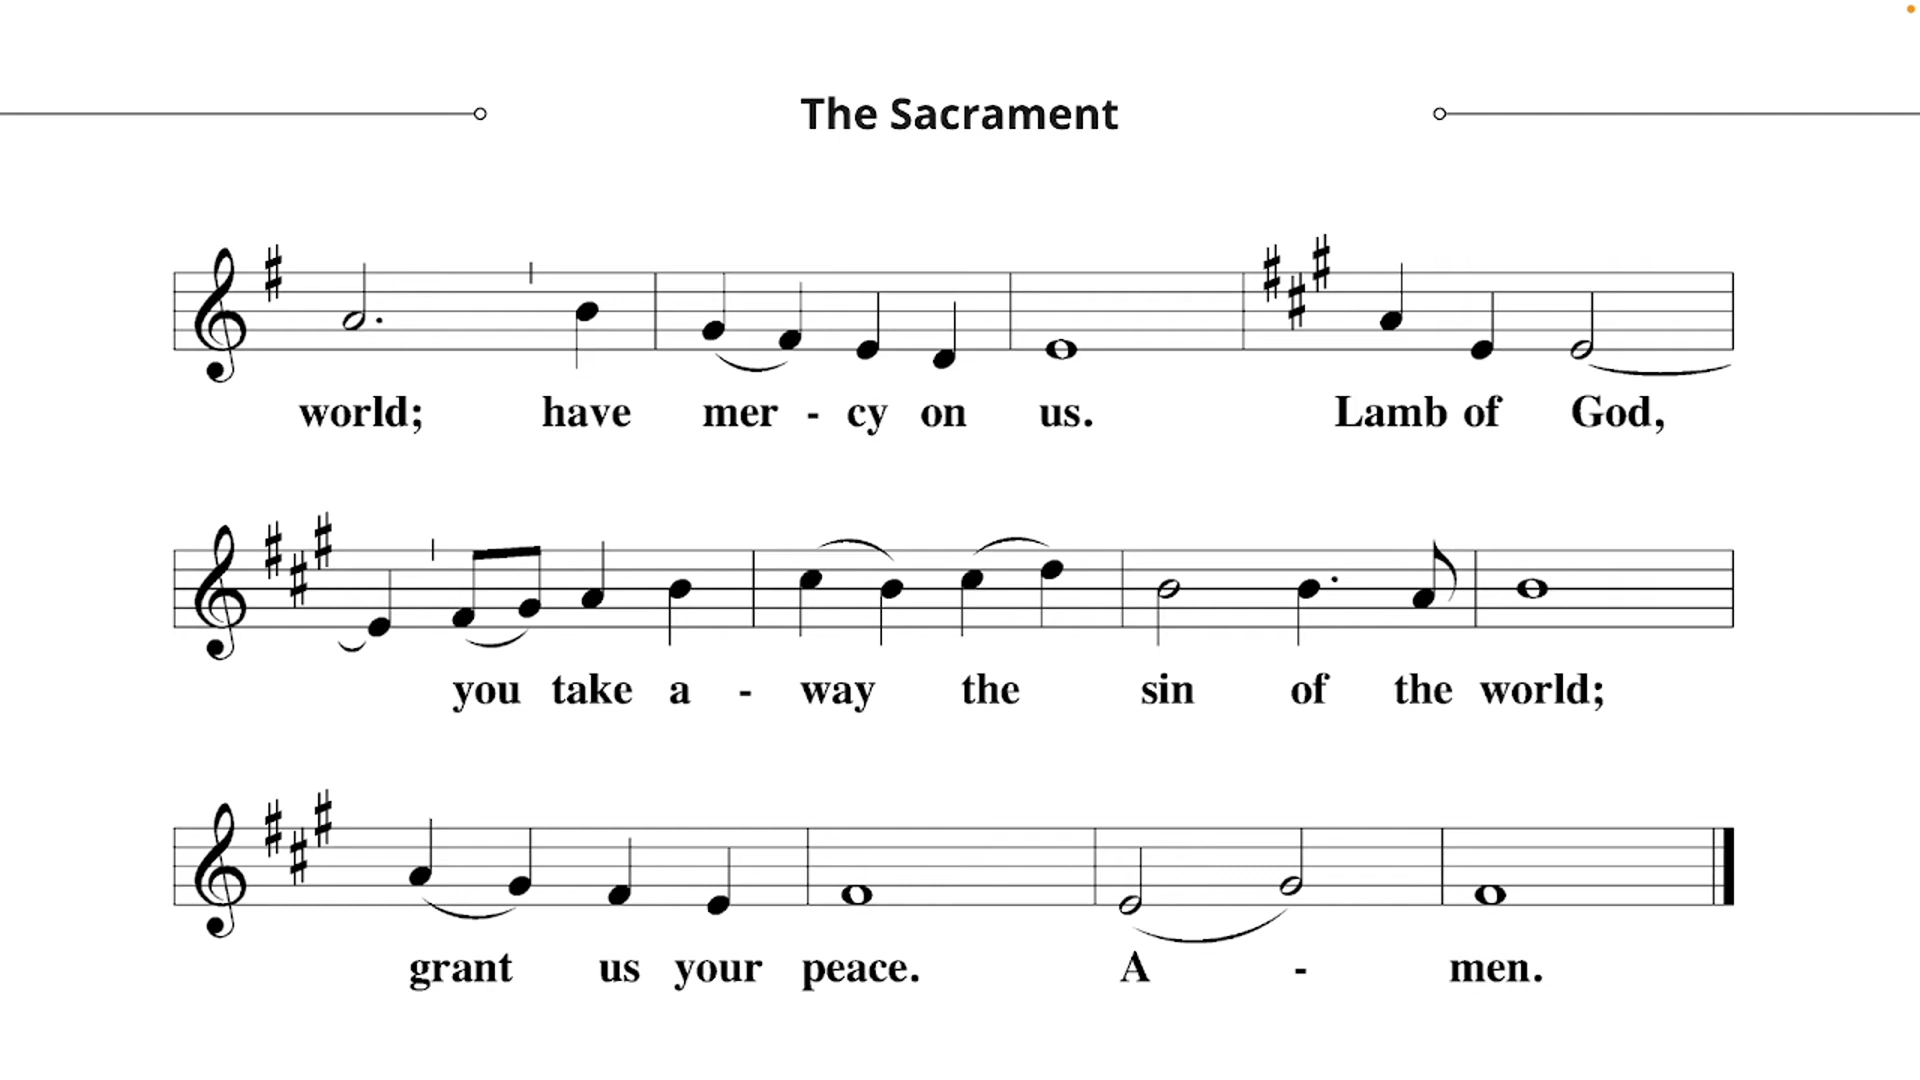 The Sacrament
world; have mer - cy on us. Lamb of God,
you take a - way the sin of the world;
grant us your peace. A - men.